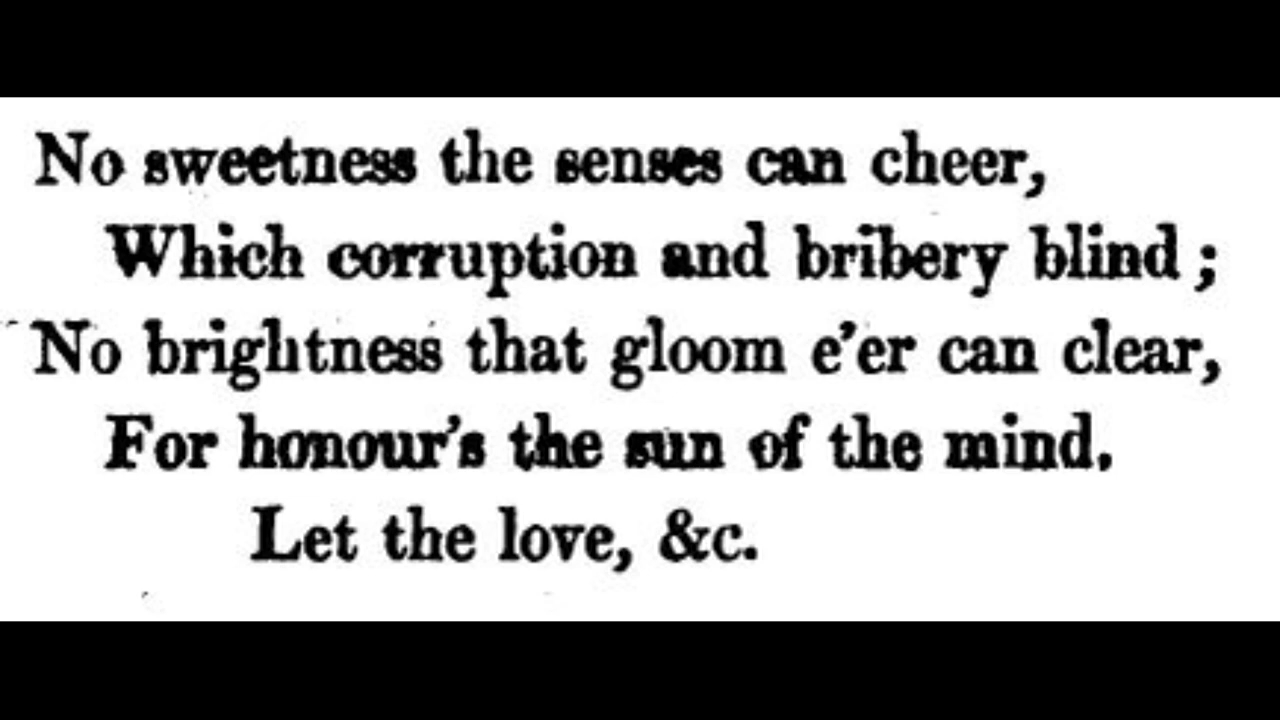 No sweetness the senses can cheer,
Which corruption and bribery blind ;
No brightness that gloom e'er can clear,
For honour's the sun of the mind.
Let the love, &c.